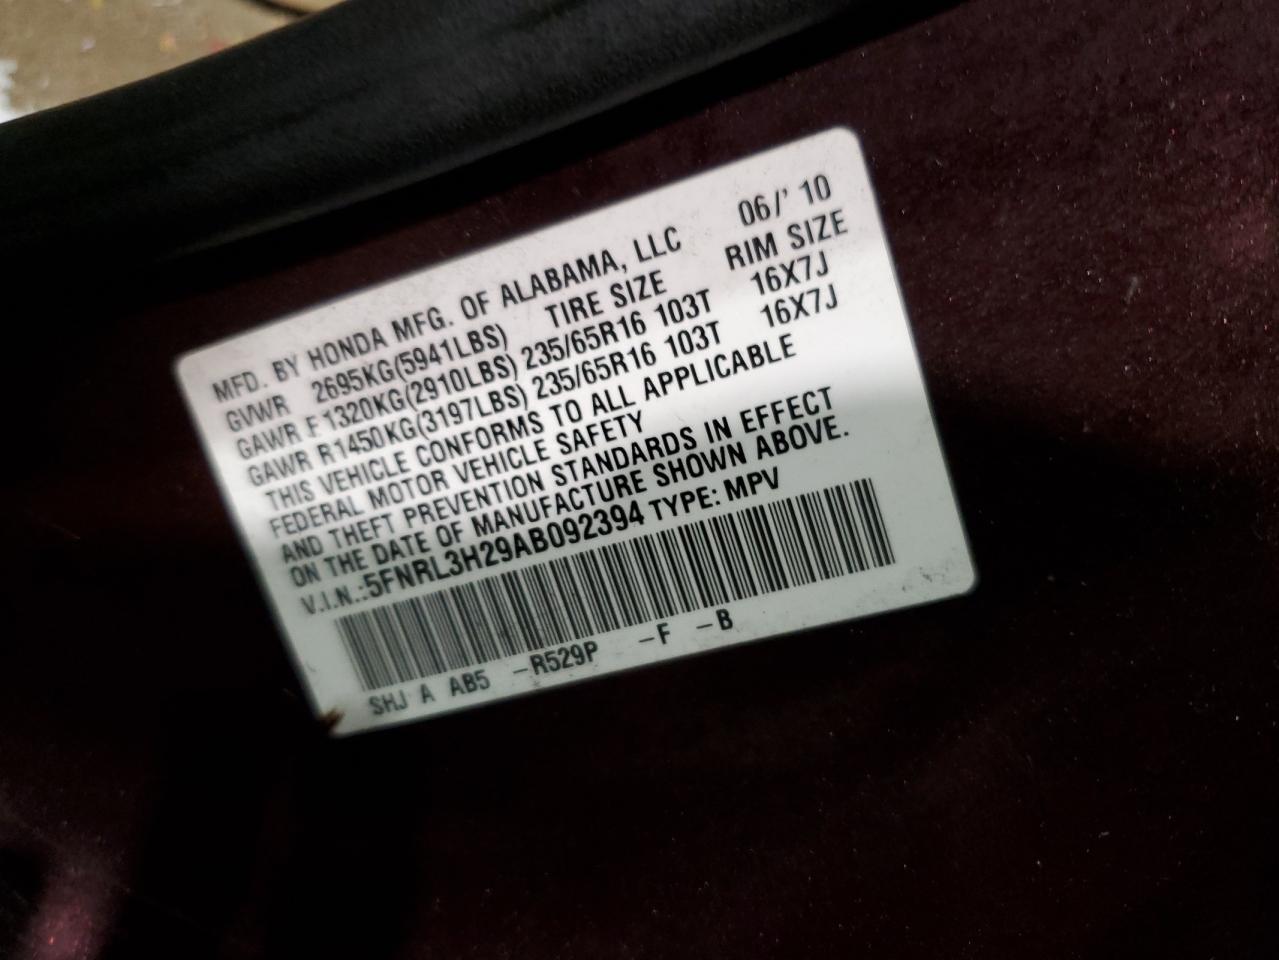 MFD. BY HONDA MFG. OF ALABAMA, LLC 06/' 10
GVWR 2695KG(5941LBS) TIRE SIZE RIM SIZE
GAWR F 1320KG(2910LBS) 235/65R16 103T 16X7J
GAWR R1450KG(3197LBS) 235/65R16 103T 16X7J
THIS VEHICLE CONFORMS TO ALL APPLICABLE
FEDERAL MOTOR VEHICLE SAFETY
AND THEFT PREVENTION STANDARDS IN EFFECT
ON THE DATE OF MANUFACTURE SHOWN ABOVE.
V.I.N.:5FNRL3H29AB092394 TYPE: MPV
SHJ A AB5 -R529P -F -B